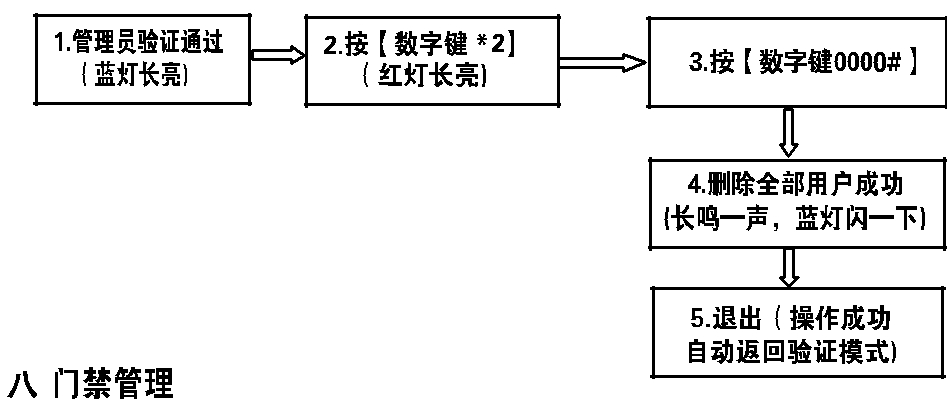 1.管理员验证通过
（蓝灯长亮）
2.按【数字键 *2】
（红灯长亮）
3.按【数字键0000#】
4.删除全部用户成功
(长鸣一声，蓝灯闪一下)
5.退出（操作成功
自动返回验证模式)
八 门禁管理